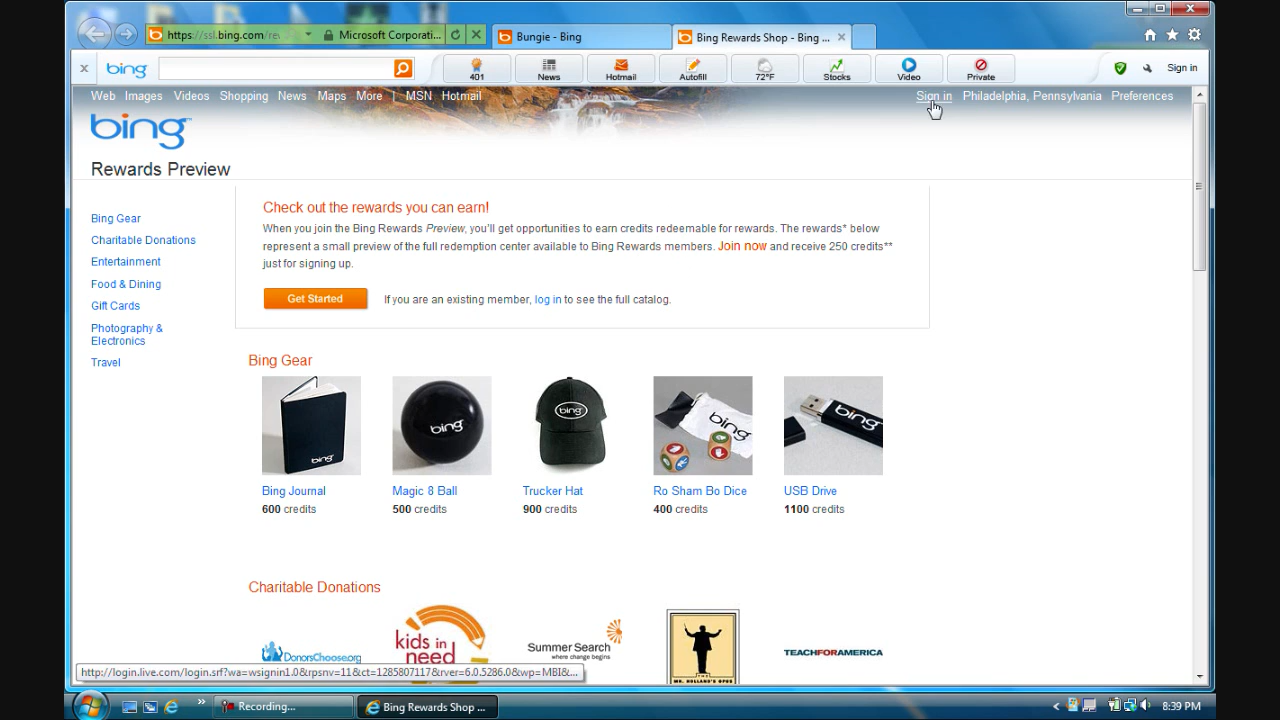 https://ssl.bing.com/rew
Microsoft Corporati...
Bungie - Bing
Bing Rewards Shop - Bing ...
bing
401
News
Hotmail
Autofill
72°F
Stocks
Video
Private
Sign in
Web Images Videos Shopping News Maps More | MSN Hotmail
Sign in Philadelphia, Pennsylvania Preferences
bing™
Rewards Preview
Bing Gear
Charitable Donations
Entertainment
Food & Dining
Gift Cards
Photography &
Electronics
Travel
Check out the rewards you can earn!
When you join the Bing Rewards Preview, you'll get opportunities to earn credits redeemable for rewards. The rewards* below
represent a small preview of the full redemption center available to Bing Rewards members. Join now and receive 250 credits**
just for signing up.
Get Started
If you are an existing member, log in to see the full catalog.
Bing Gear
bing
bing
bing
bing
bing
Bing Journal
600 credits
Magic 8 Ball
500 credits
Trucker Hat
900 credits
Ro Sham Bo Dice
400 credits
USB Drive
1100 credits
Charitable Donations
DonorsChoose.org
kids in
need
Summer Search
where change begins
MR. HOLLAND'S OPUS
TEACHFORAMERICA
http://login.live.com/login.srf?wa=wsignin1.0&rpsnv=11&ct=1285807117&rver=6.0.5286.0&wp=MBI&...
Recording...
Bing Rewards Shop ...
8:39 PM